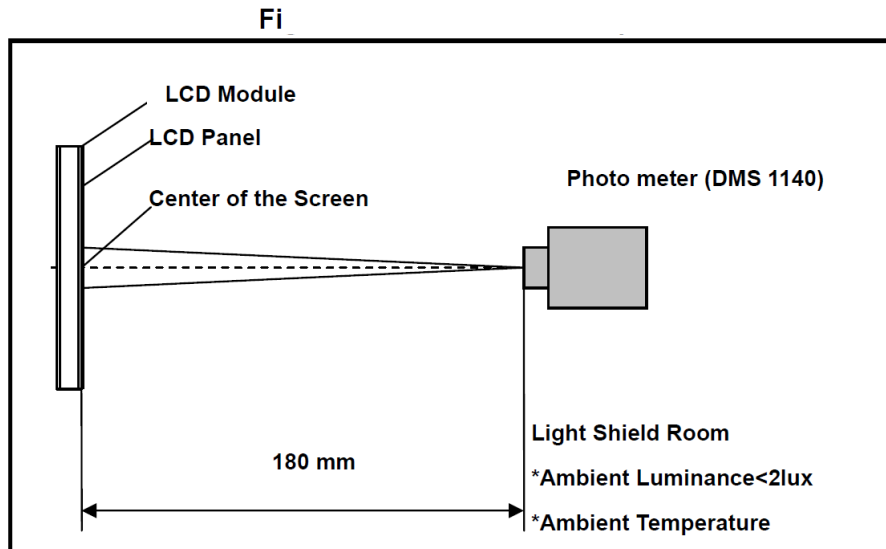 Fi
LCD Module
LCD Panel
Center of the Screen
Photo meter (DMS 1140)
180 mm
Light Shield Room
*Ambient Luminance<2lux
*Ambient Temperature